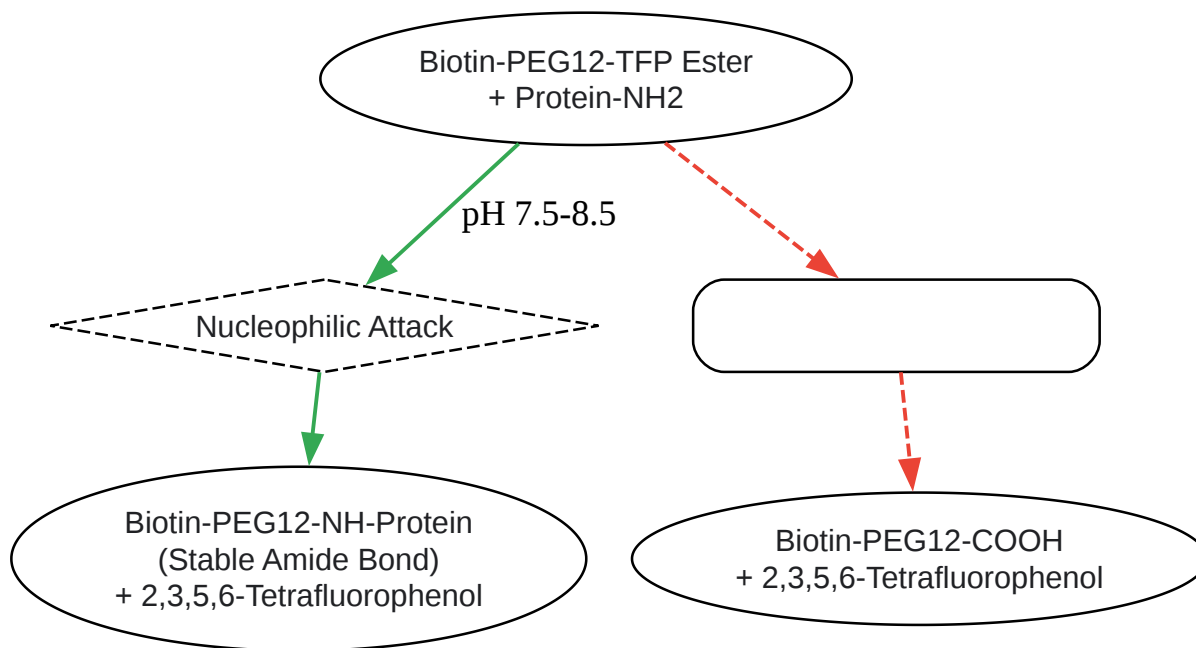 Biotin-PEG12-TFP Ester
+ Protein-NH2
pH 7.5-8.5
Nucleophilic Attack
Biotin-PEG12-NH-Protein
(Stable Amide Bond)
+ 2,3,5,6-Tetrafluorophenol
Biotin-PEG12-COOH
+ 2,3,5,6-Tetrafluorophenol